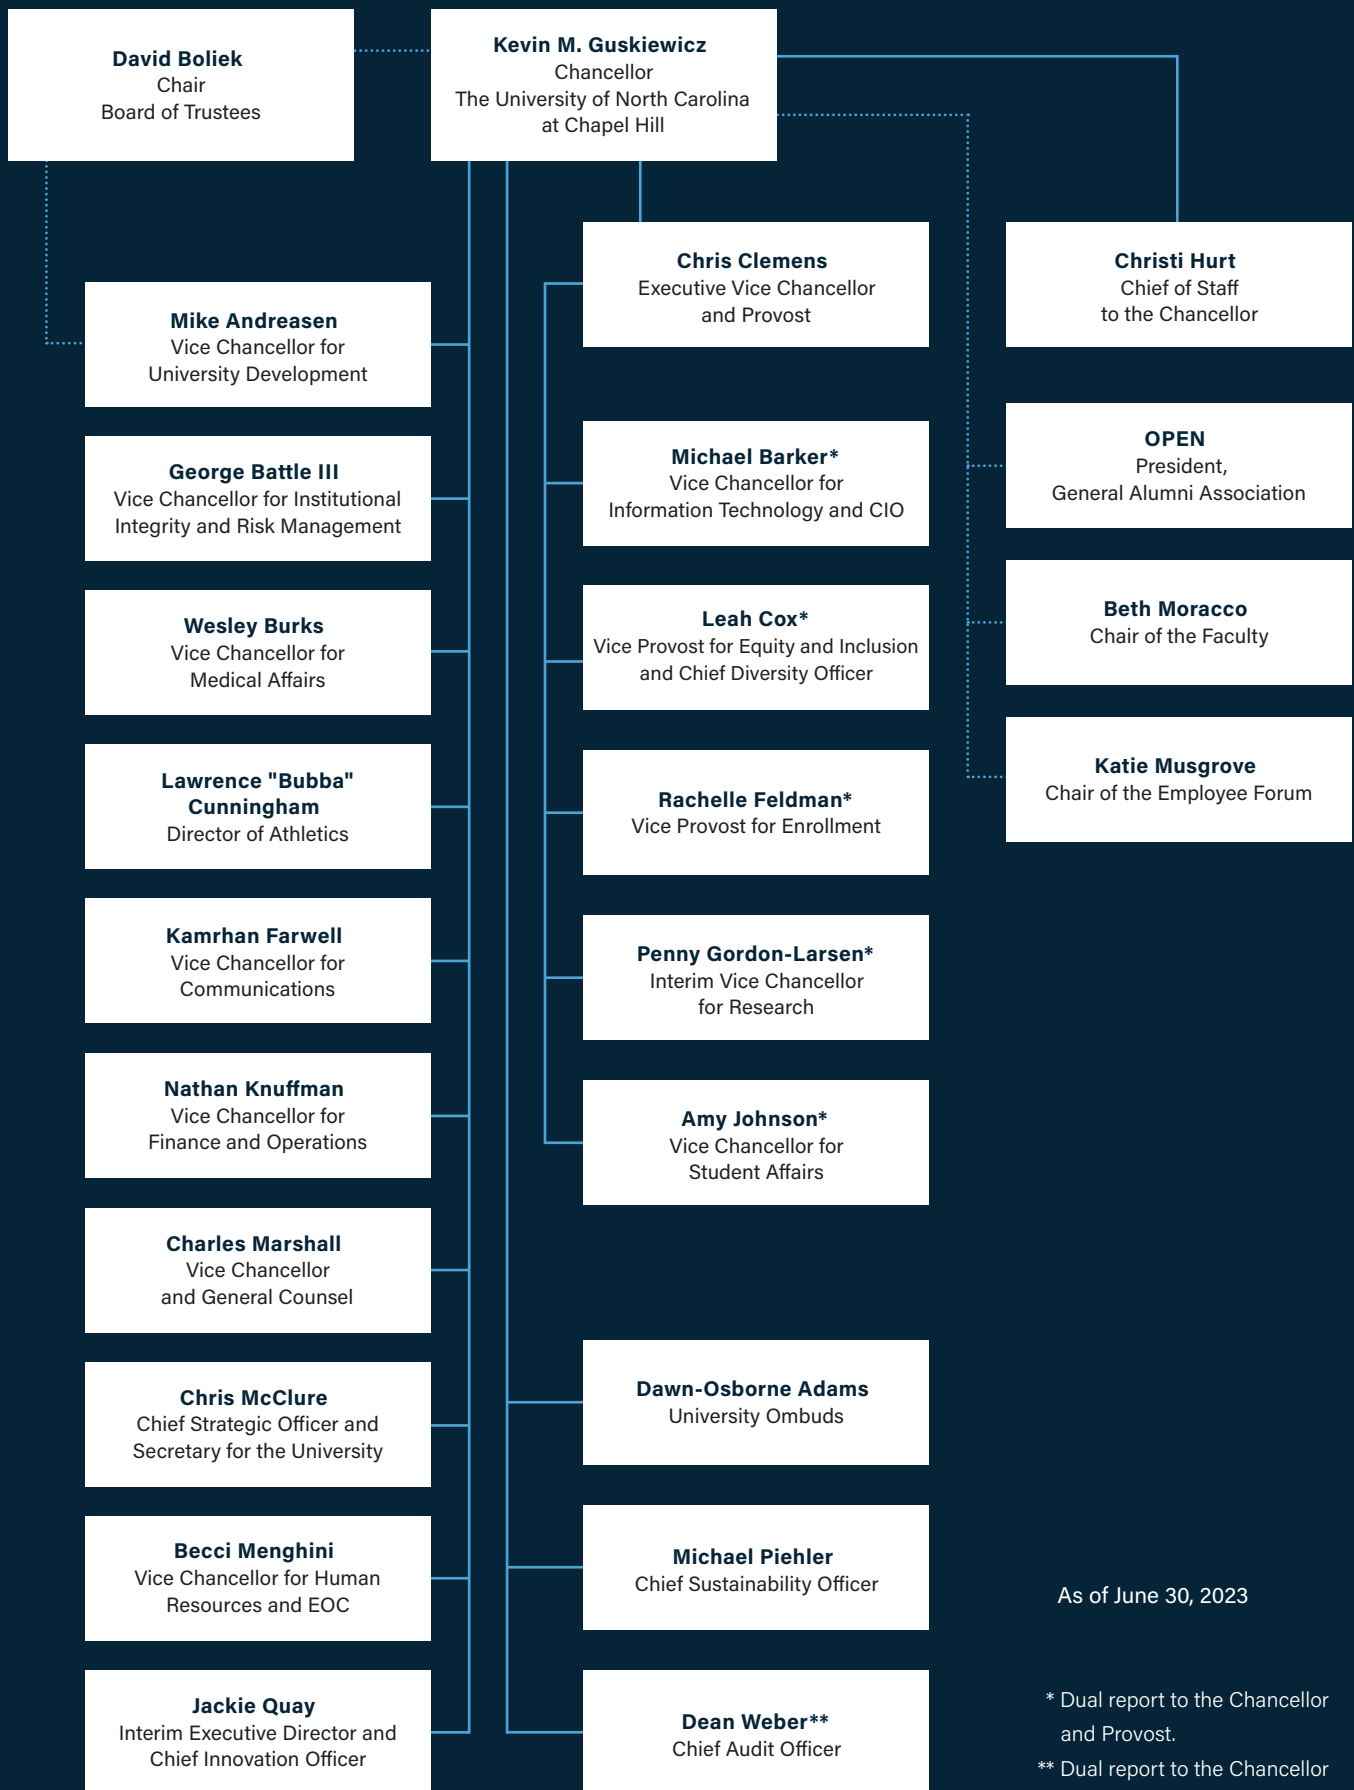 David Boliek
Chair
Board of Trustees
Kevin M. Guskiewicz
Chancellor
The University of North Carolina
at Chapel Hill
Mike Andreasen
Vice Chancellor for
University Development
George Battle III
Vice Chancellor for Institutional
Integrity and Risk Management
Wesley Burks
Vice Chancellor for
Medical Affairs
Lawrence "Bubba"
Cunningham
Director of Athletics
Kamrhan Farwell
Vice Chancellor for
Communications
Nathan Knuffman
Vice Chancellor for
Finance and Operations
Charles Marshall
Vice Chancellor
and General Counsel
Chris McClure
Chief Strategic Officer and
Secretary for the University
Becci Menghini
Vice Chancellor for Human
Resources and EOC
Jackie Quay
Interim Executive Director and
Chief Innovation Officer
Chris Clemens
Executive Vice Chancellor
and Provost
Michael Barker*
Vice Chancellor for
Information Technology and CIO
Leah Cox*
Vice Provost for Equity and Inclusion
and Chief Diversity Officer
Rachelle Feldman*
Vice Provost for Enrollment
Penny Gordon-Larsen*
Interim Vice Chancellor
for Research
Amy Johnson*
Vice Chancellor for
Student Affairs
Dawn-Osborne Adams
University Ombuds
Michael Piehler
Chief Sustainability Officer
Dean Weber**
Chief Audit Officer
Christi Hurt
Chief of Staff
to the Chancellor
OPEN
President,
General Alumni Association
Beth Moracco
Chair of the Faculty
Katie Musgrove
Chair of the Employee Forum
As of June 30, 2023
* Dual report to the Chancellor
and Provost.
** Dual report to the Chancellor